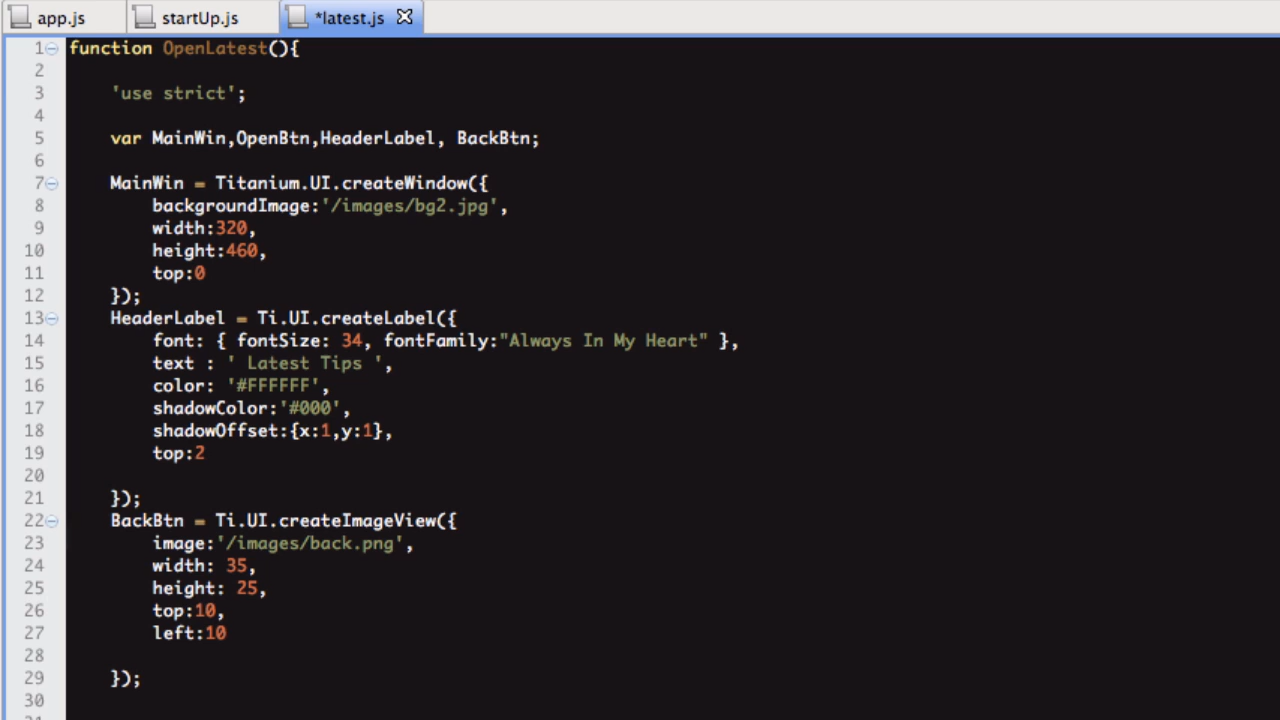 app.js startUp.js *latest.js
1 function OpenLatest(){
2
3 'use strict';
4
5 var MainWin,OpenBtn,HeaderLabel, BackBtn;
6
7 MainWin = Titanium.UI.createWindow({
8 backgroundImage:'/images/bg2.jpg',
9 width:320,
10 height:460,
11 top:0
12 });
13 HeaderLabel = Ti.UI.createLabel({
14 font: { fontSize: 34, fontFamily:"Always In My Heart" },
15 text : ' Latest Tips ',
16 color: '#FFFFFF',
17 shadowColor:'#000',
18 shadowOffset:{x:1,y:1},
19 top:2
20
21 });
22 BackBtn = Ti.UI.createImageView({
23 image:'/images/back.png',
24 width: 35,
25 height: 25,
26 top:10,
27 left:10
28
29 });
30